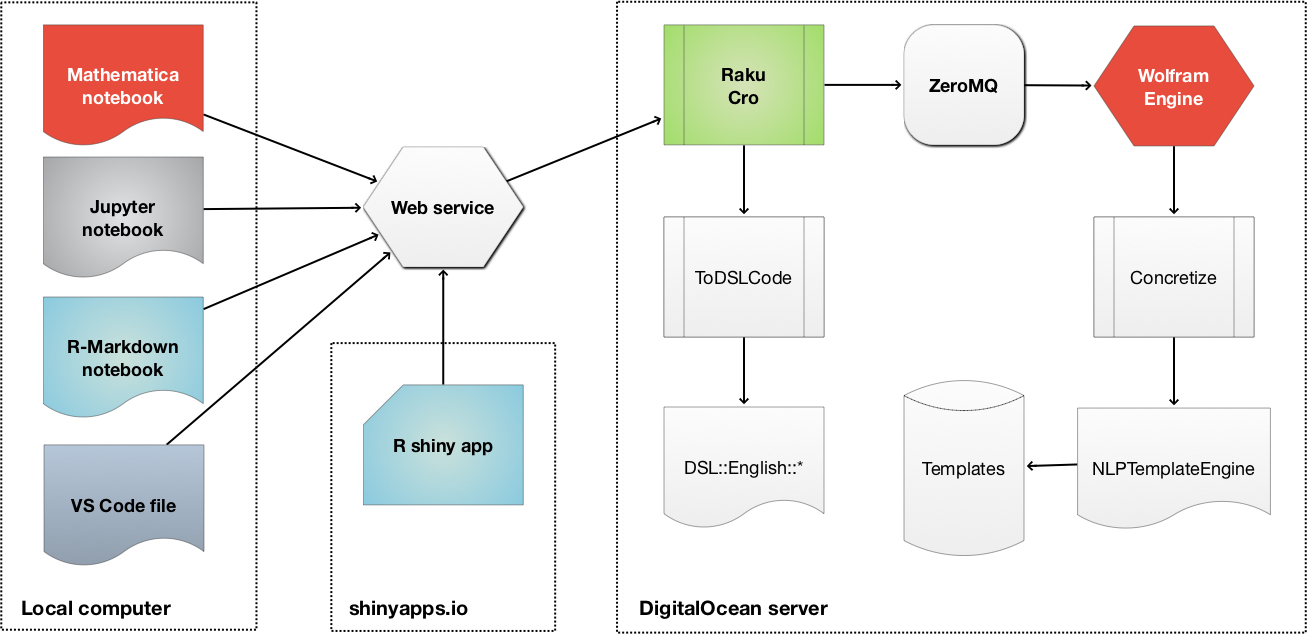 Mathematica
notebook
Jupyter
notebook
R-Markdown
notebook
VS Code file
Local computer
Web service
R shiny app
shinyapps.io
Raku
Cro
ZeroMQ
Wolfram
Engine
ToDSLCode
Concretize
DSL::English::*
Templates
NLPTemplateEngine
DigitalOcean server